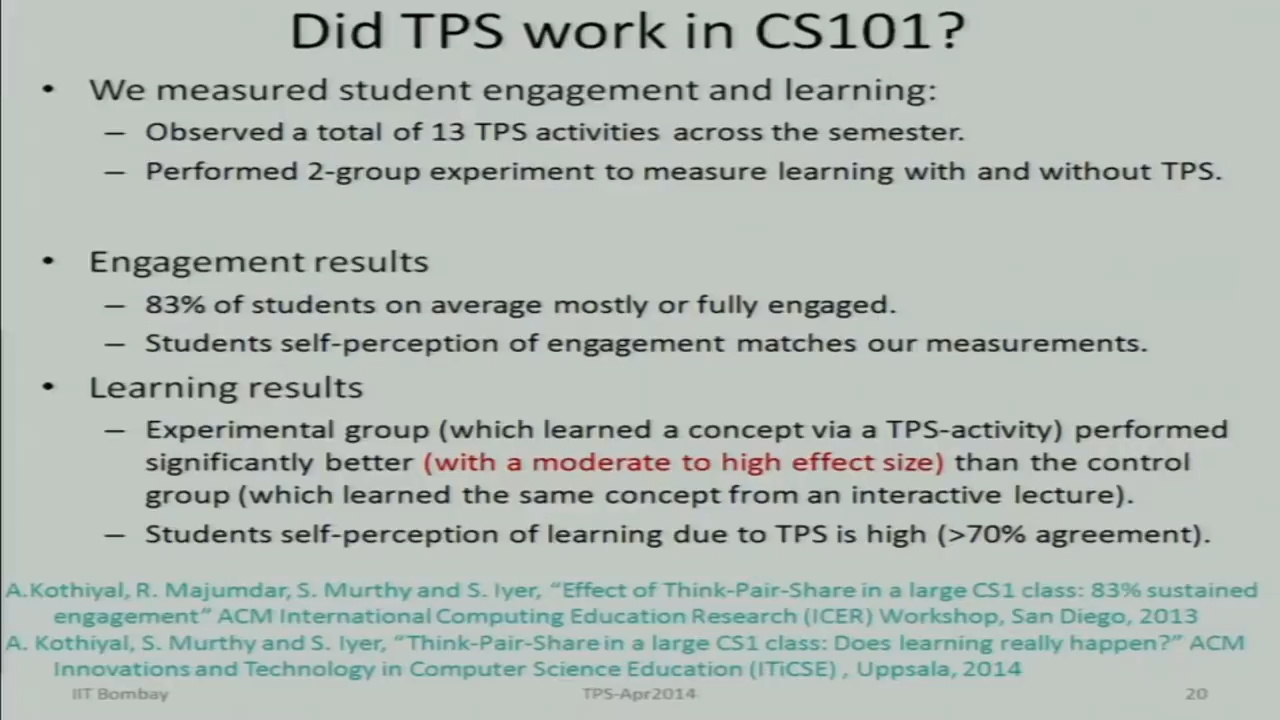 Did TPS work in CS101?
• We measured student engagement and learning:
– Observed a total of 13 TPS activities across the semester.
– Performed 2-group experiment to measure learning with and without TPS.
• Engagement results
– 83% of students on average mostly or fully engaged.
– Students self-perception of engagement matches our measurements.
• Learning results
– Experimental group (which learned a concept via a TPS-activity) performed
significantly better (with a moderate to high effect size) than the control
group (which learned the same concept from an interactive lecture).
– Students self-perception of learning due to TPS is high (>70% agreement).
A.Kothiyal, R. Majumdar, S. Murthy and S. Iyer, “Effect of Think-Pair-Share in a large CS1 class: 83% sustained
engagement” ACM International Computing Education Research (ICER) Workshop, San Diego, 2013
A. Kothiyal, S. Murthy and S. Iyer, “Think-Pair-Share in a large CS1 class: Does learning really happen?” ACM
Innovations and Technology in Computer Science Education (ITiCSE) , Uppsala, 2014
IIT Bombay TPS-Apr2014 20